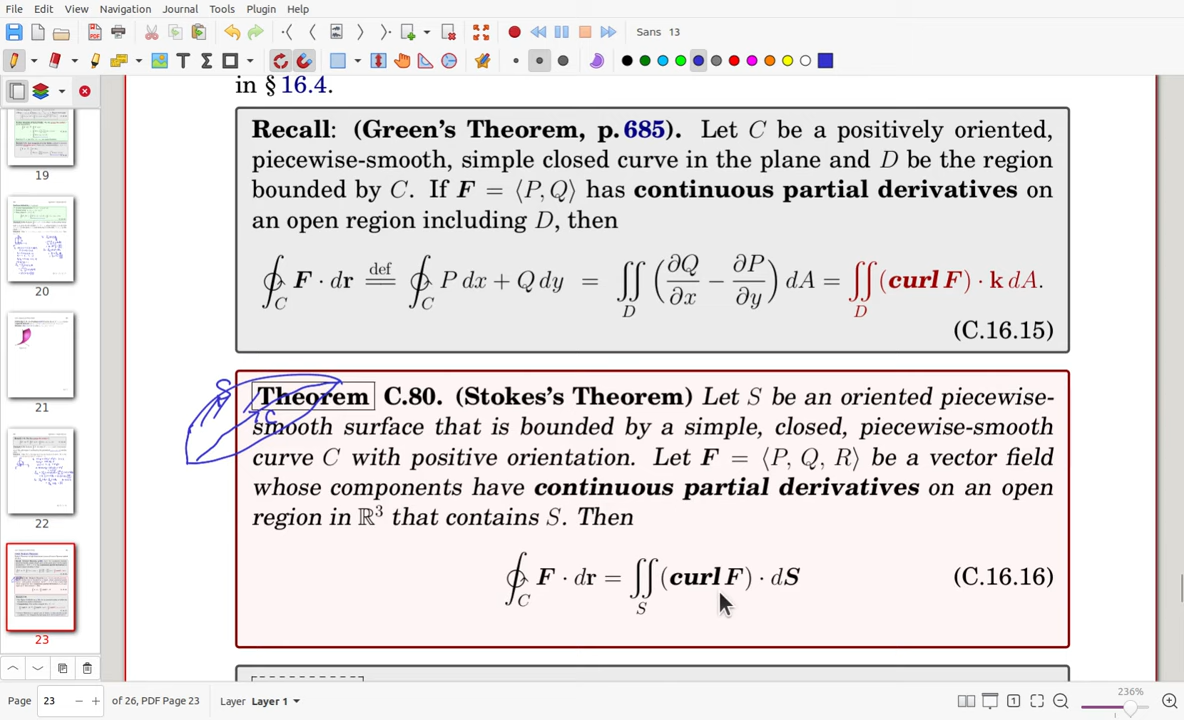 File Edit View Navigation Journal Tools Plugin Help
Sans 13
19
20
21
22
23
in § 16.4.
Recall: (Green's Theorem, p.685). Let C be a positively oriented,
piecewise-smooth, simple closed curve in the plane and D be the region
bounded by C. If F = ⟨P,Q⟩ has continuous partial derivatives on
an open region including D, then
∮_C F · dr ≝ ∮_C P dx + Q dy = ∬_D (∂Q/∂x − ∂P/∂y) dA = ∬_D (curl F) · k dA.
(C.16.15)
S
C
Theorem C.80. (Stokes's Theorem) Let S be an oriented piecewise-
smooth surface that is bounded by a simple, closed, piecewise-smooth
curve C with positive orientation. Let F = ⟨P, Q, R⟩ be a vector field
whose components have continuous partial derivatives on an open
region in ℝ³ that contains S. Then
∮_C F · dr = ∬_S (curl F) · dS (C.16.16)
Page 23 of 26, PDF Page 23 Layer Layer 1 236%